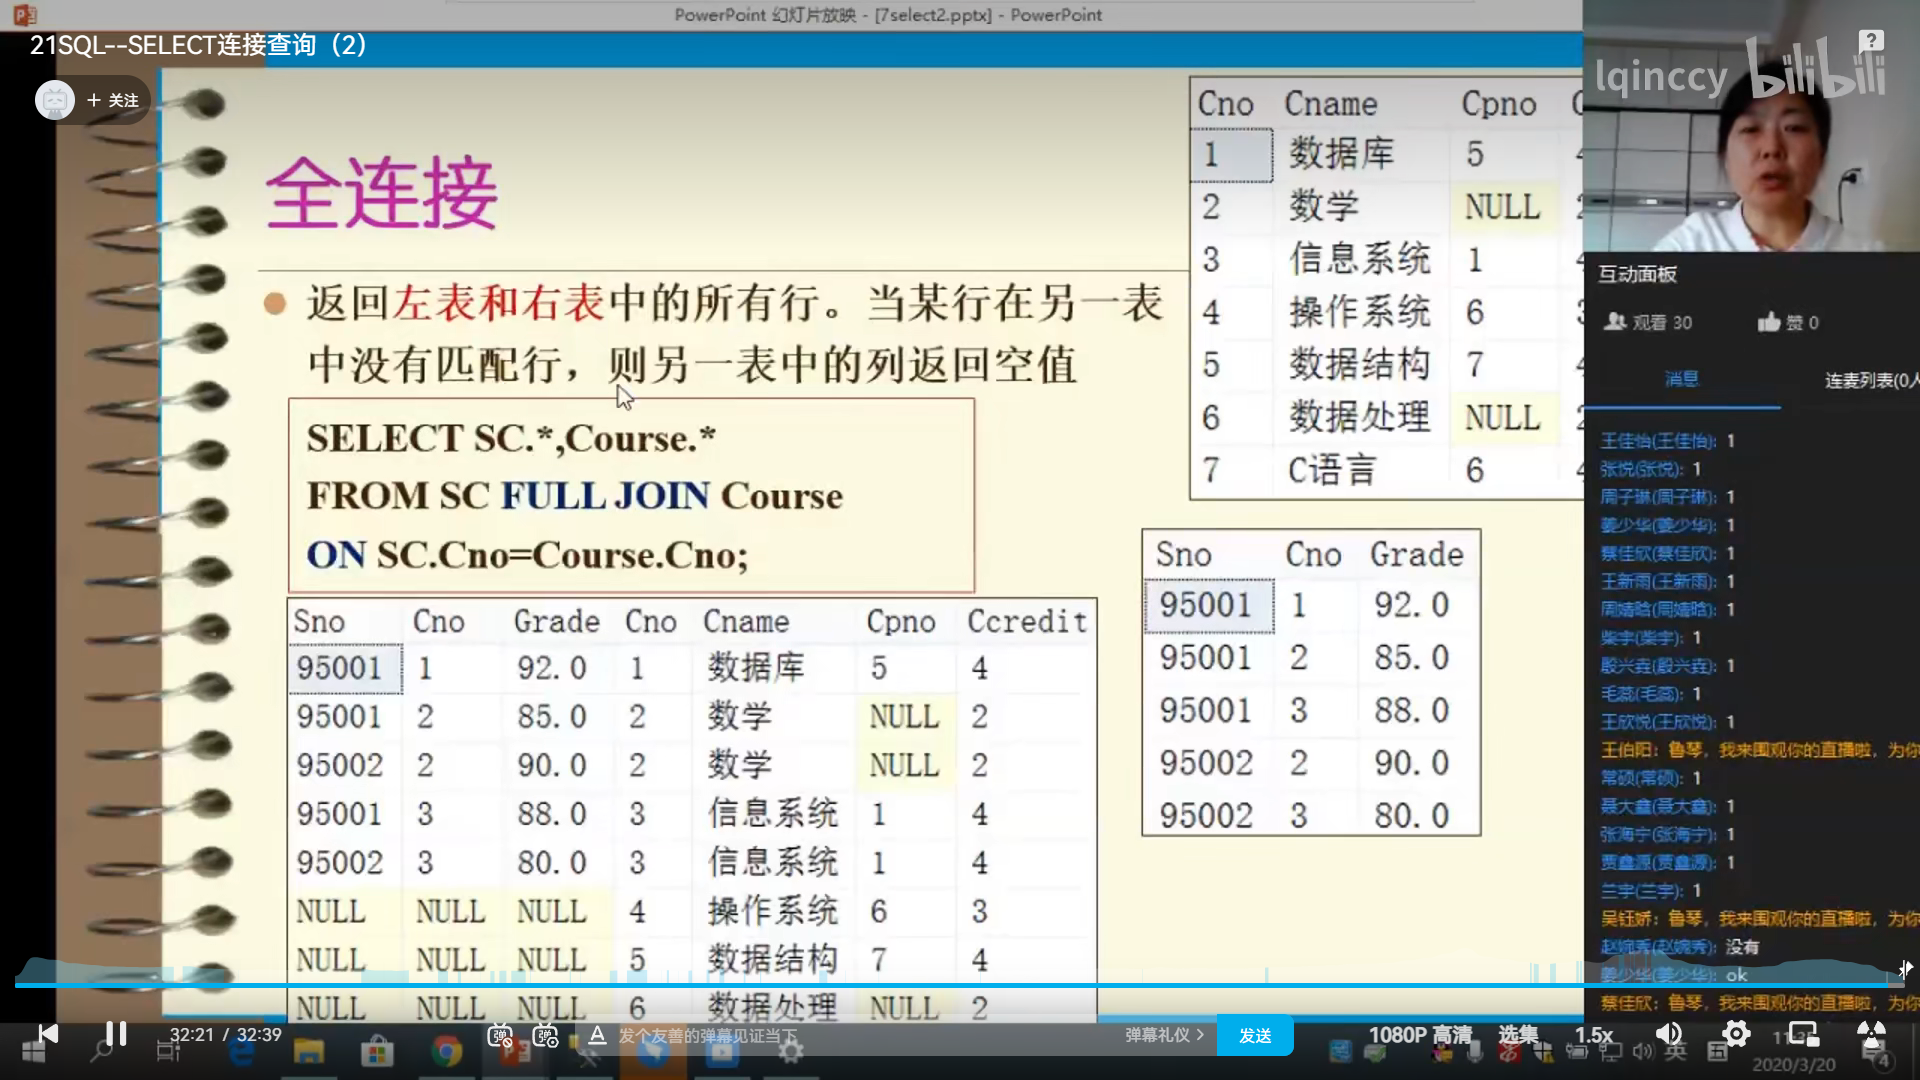 PowerPoint 幻灯片放映 - [7select2.pptx] - PowerPoint
21SQL--SELECT连接查询（2）
+ 关注
lqinccy bilibili
全连接
返回左表和右表中的所有行。当某行在另一表
中没有匹配行，则另一表中的列返回空值
SELECT SC.*,Course.*
FROM SC FULL JOIN Course
ON SC.Cno=Course.Cno;
Cno Cname Cpno
1 数据库 5
2 数学 NULL
3 信息系统 1
4 操作系统 6
5 数据结构 7
6 数据处理 NULL
7 C语言 6
Sno Cno Grade
95001 1 92.0
95001 2 85.0
95001 3 88.0
95002 2 90.0
95002 3 80.0
Sno Cno Grade Cno Cname Cpno Ccredit
95001 1 92.0 1 数据库 5 4
95001 2 85.0 2 数学 NULL 2
95002 2 90.0 2 数学 NULL 2
95001 3 88.0 3 信息系统 1 4
95002 3 80.0 3 信息系统 1 4
NULL NULL NULL 4 操作系统 6 3
NULL NULL NULL 5 数据结构 7 4
NULL NULL NULL 6 数据处理 NULL 2
互动面板
观看 30 赞 0
消息 连麦列表(0人
王佳怡(王佳怡): 1
张悦(张悦): 1
周子琳(周子琳): 1
姜少华(姜少华): 1
蔡佳欣(蔡佳欣): 1
王新雨(王新雨): 1
周婧晗(周婧晗): 1
柴宇(柴宇): 1
殷兴垚(殷兴垚): 1
毛蕊(毛蕊): 1
王欣悦(王欣悦): 1
王伯阳: 鲁琴，我来围观你的直播啦，为你
常硕(常硕): 1
聂大鑫(聂大鑫): 1
张海宁(张海宁): 1
贾鑫源(贾鑫源): 1
兰宇(兰宇): 1
吴钰娇: 鲁琴，我来围观你的直播啦，为你
赵婉秀(赵婉秀): 没有
姜少华(姜少华): ok
蔡佳欣: 鲁琴，我来围观你的直播啦，为你
32:21 / 32:39
发个友善的弹幕见证当下
弹幕礼仪
发送
1080P 高清 选集 1.5x
英
2020/3/20
4